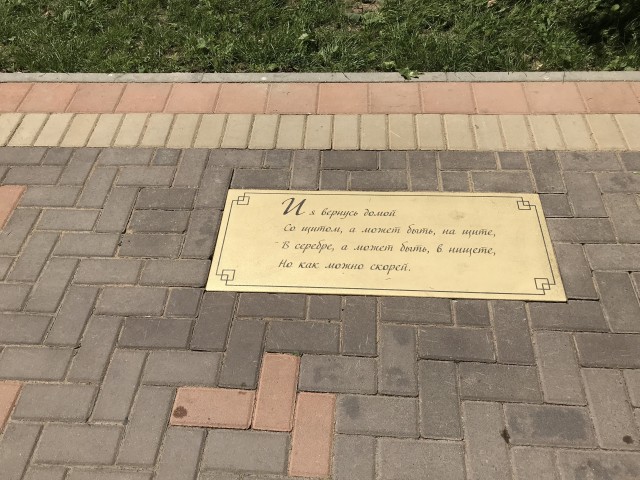 И я вернусь домой
Со щитом, а может быть, на щите,
В серебре, а может быть, в нищете,
Но как можно скорей.